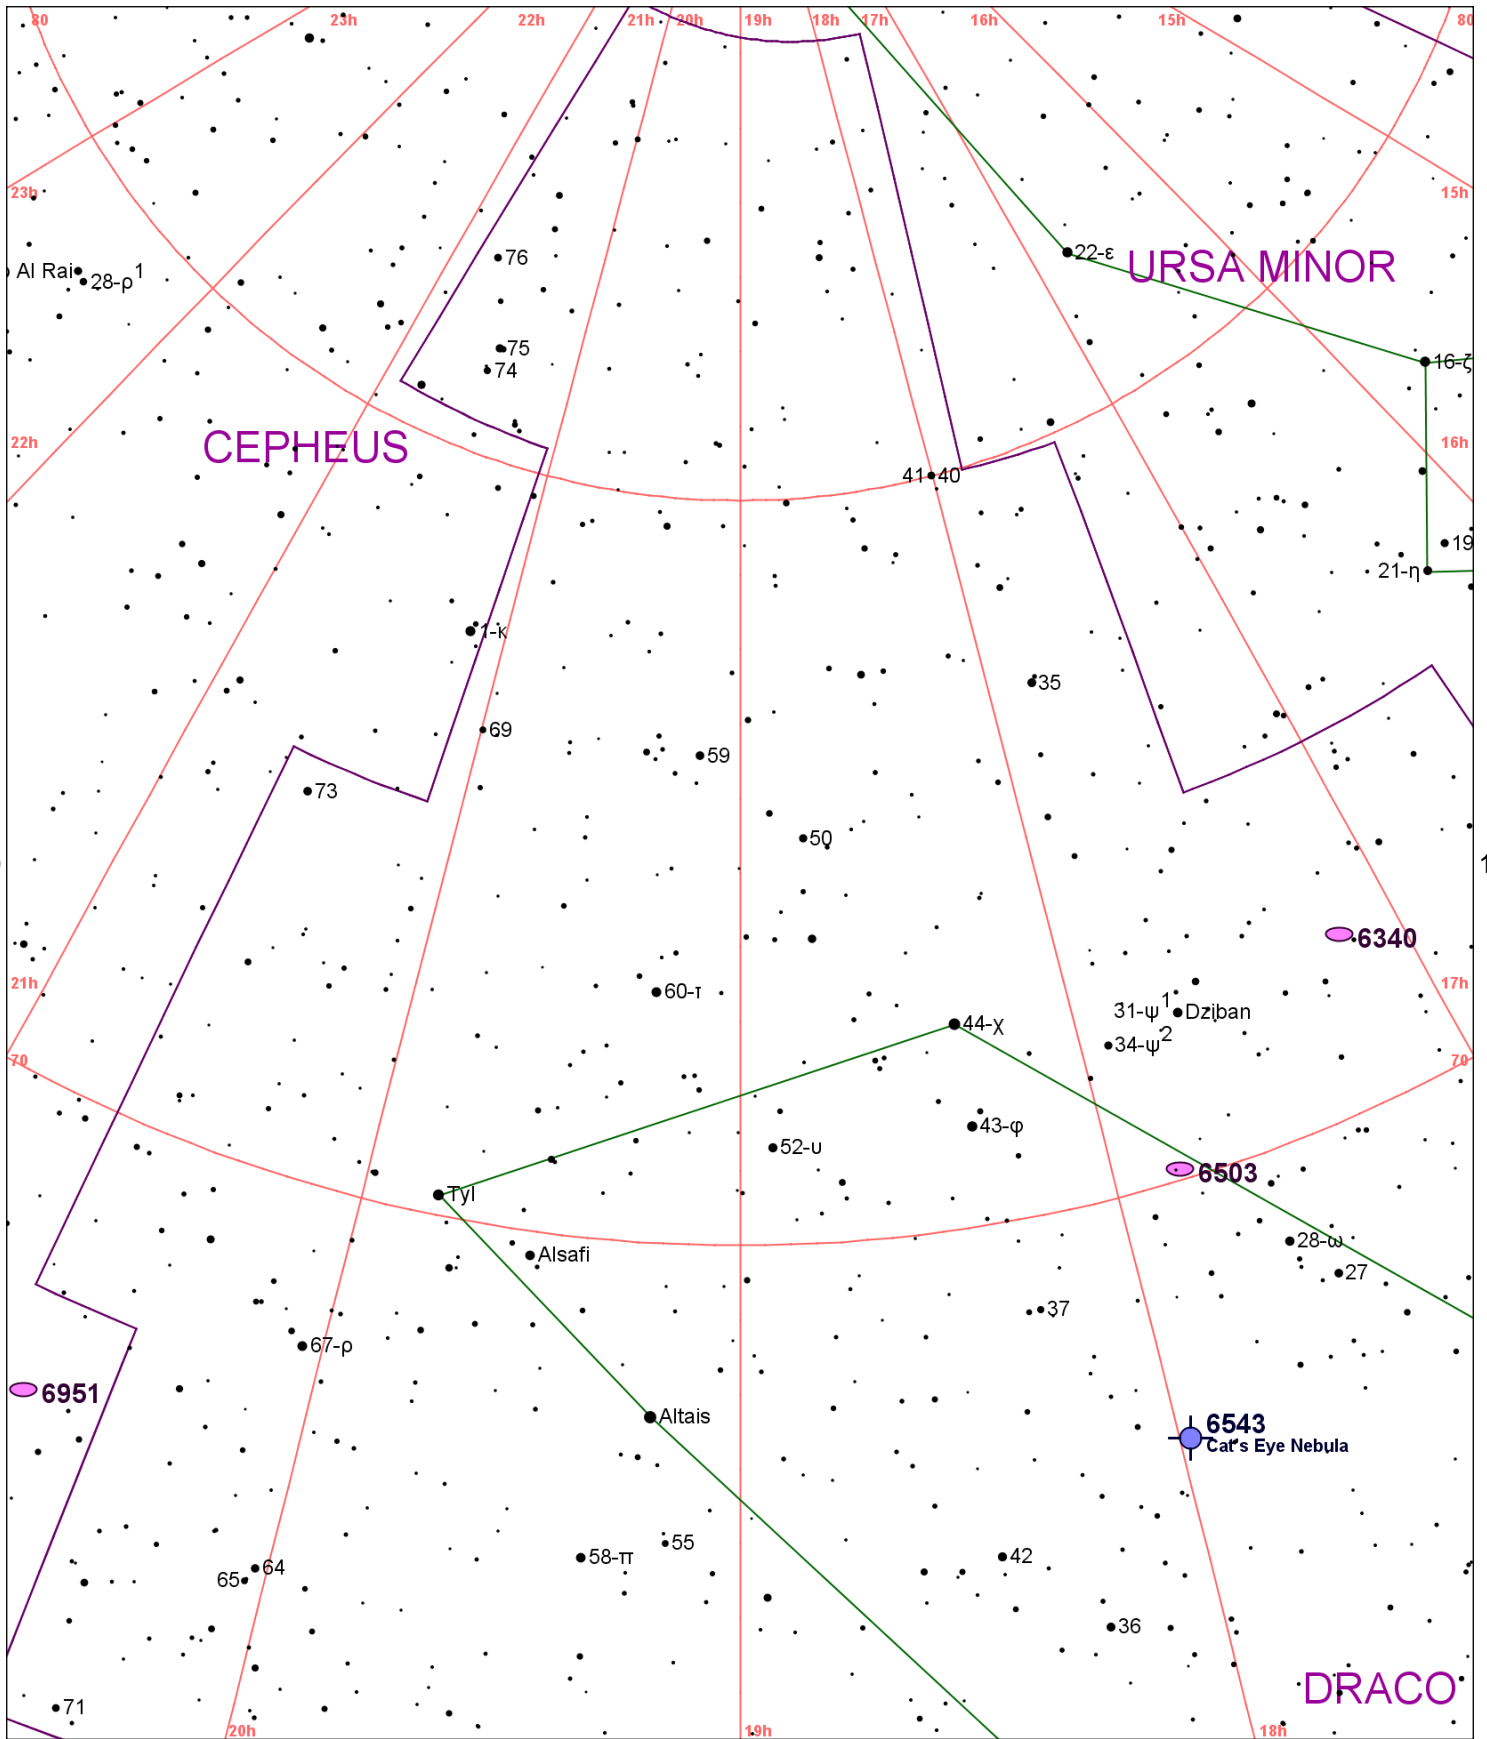 80 23h 22h 21h 20h 19h 18h 17h 16h 15h 80
23h 15h
76
22-ε
URSA MINOR
Al Rai 28-ρ1
75
74
16-ζ
CEPHEUS
22h 16h
41 40
19
21-η
1-κ
35
69
59
73
50
1
6340
21h 17h
60-τ
31-ψ1 Dziban
44-χ
34-ψ2
70 70
43-φ
52-υ
6503
Tyl
28-ω
Alsafi
27
37
67-ρ
6951
Altais
6543
Cat's Eye Nebula
55
58-π
42
64
65
36
DRACO
71
20h 19h 18h